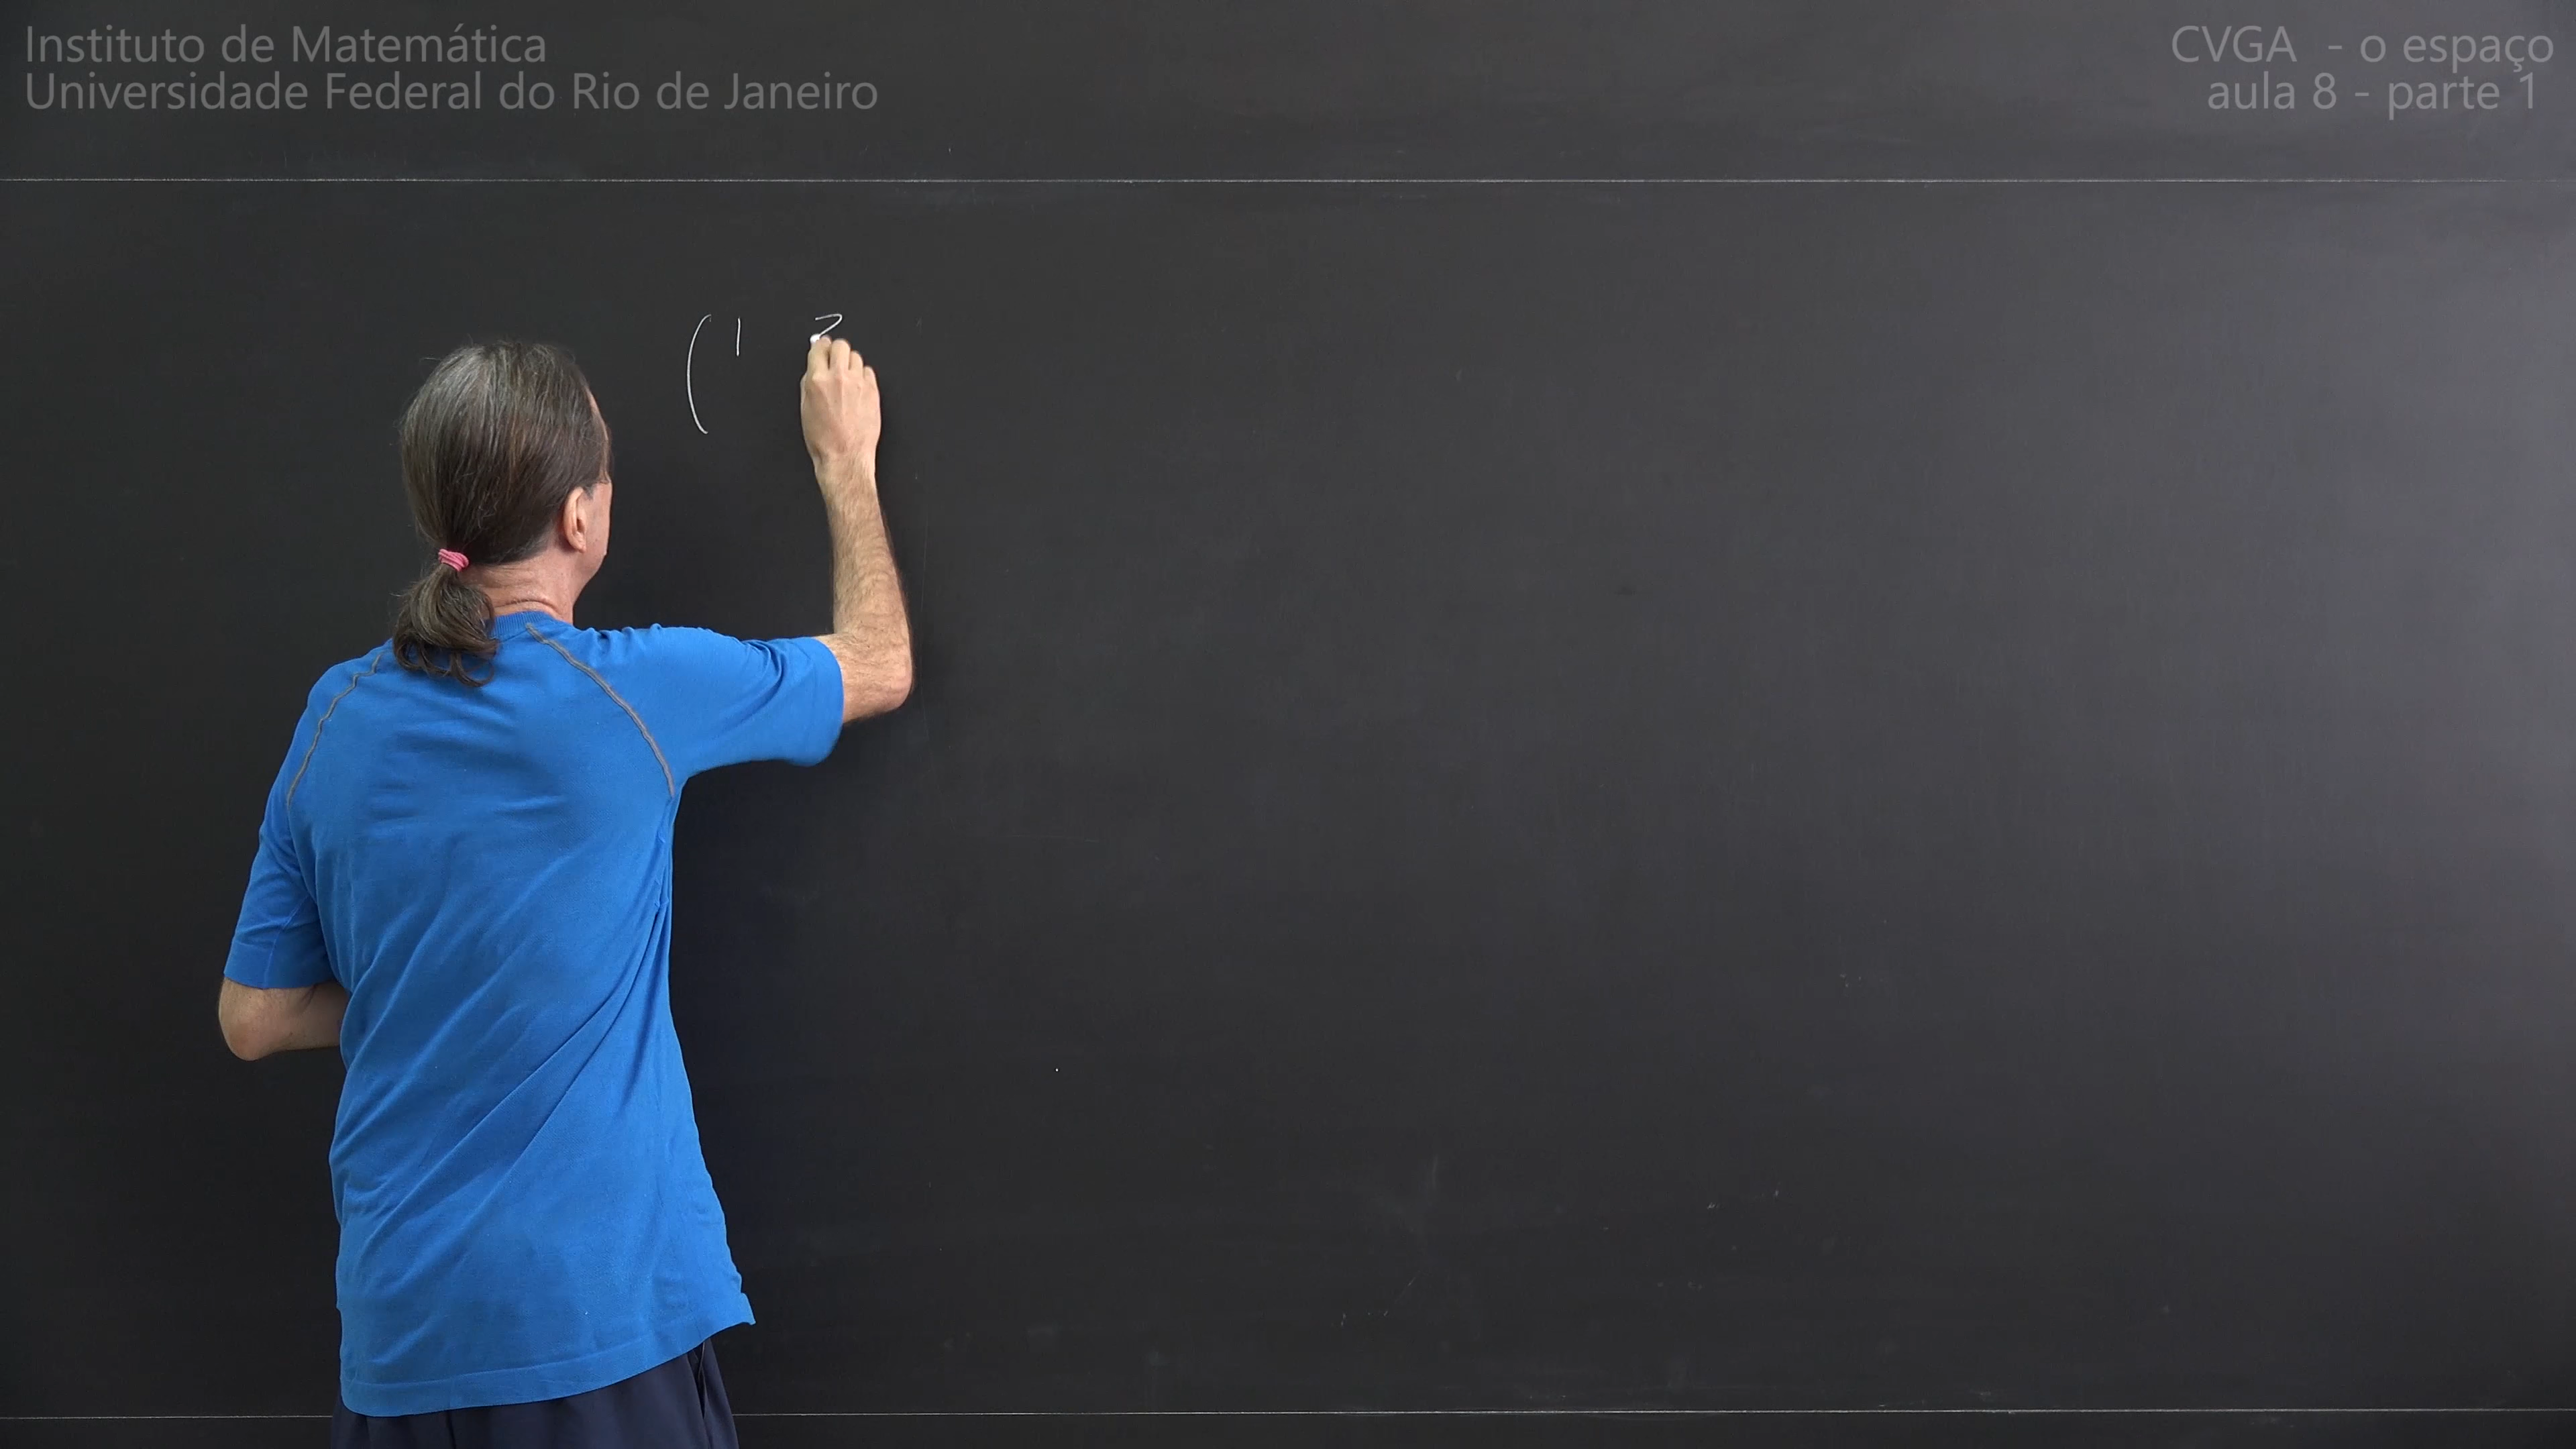 Instituto de Matemática
Universidade Federal do Rio de Janeiro
CVGA - o espaço
aula 8 - parte 1
( 1 2